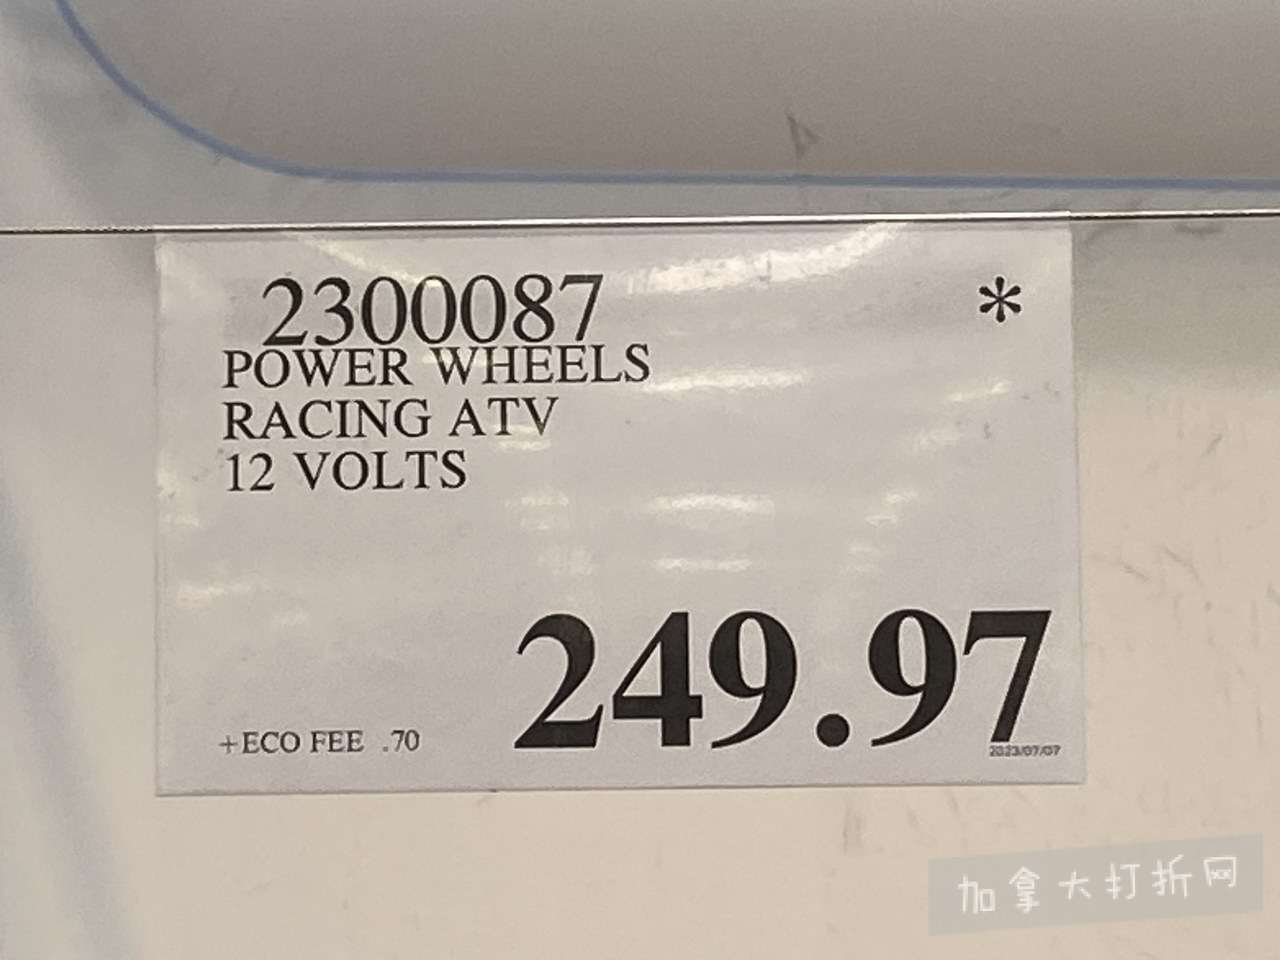 2300087
*
POWER WHEELS
RACING ATV
12 VOLTS
249.97
+ECO FEE .70
2023/07/07
加拿大打折网